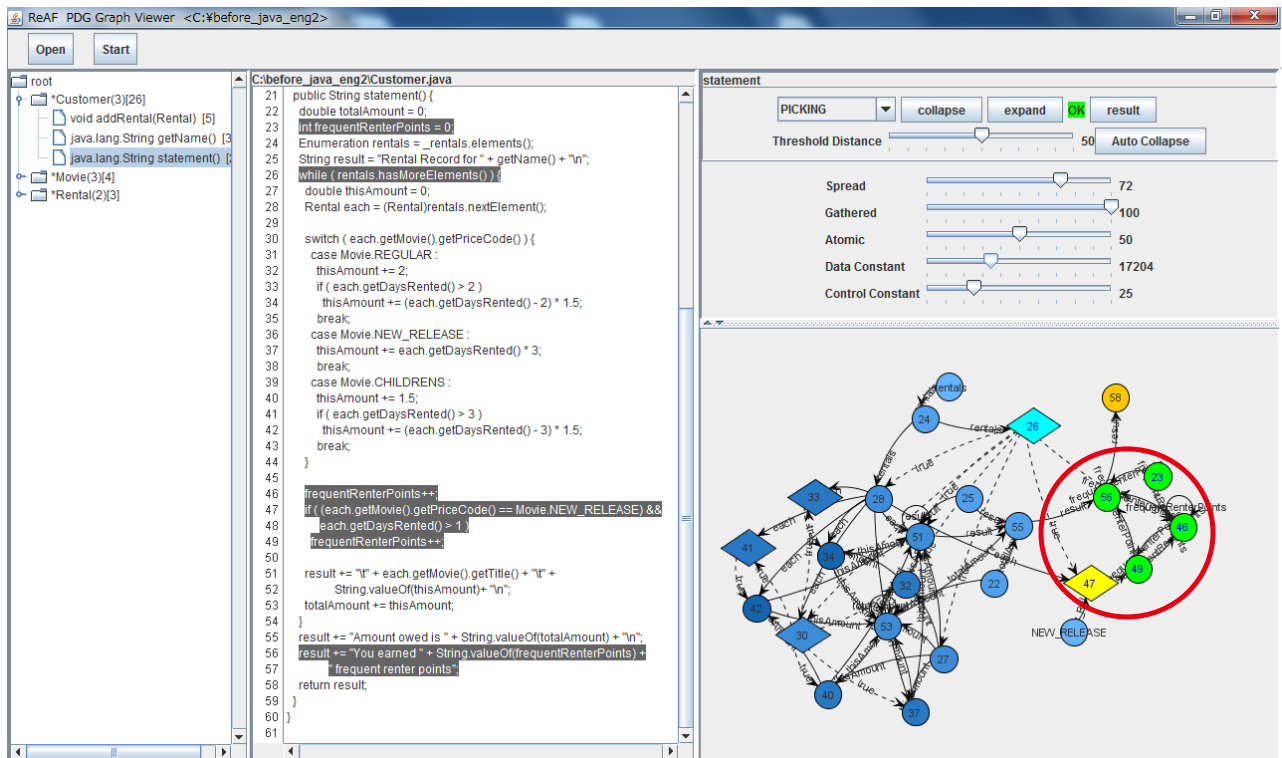 ReAF PDG Graph Viewer <C:¥before_java_eng2>
Open Start
root
*Customer(3)[26]
void addRental(Rental) [5]
java.lang.String getName() [3
java.lang.String statement() [2
*Movie(3)[4]
*Rental(2)[3]
C:\before_java_eng2\Customer.java
21 public String statement() {
22 double totalAmount = 0;
23 int frequentRenterPoints = 0;
24 Enumeration rentals = _rentals.elements();
25 String result = "Rental Record for " + getName() + "\n";
26 while ( rentals.hasMoreElements() ) {
27 double thisAmount = 0;
28 Rental each = (Rental)rentals.nextElement();
29
30 switch ( each.getMovie().getPriceCode() ) {
31 case Movie.REGULAR :
32 thisAmount += 2;
33 if ( each.getDaysRented() > 2 )
34 thisAmount += (each.getDaysRented() - 2) * 1.5;
35 break;
36 case Movie.NEW_RELEASE :
37 thisAmount += each.getDaysRented() * 3;
38 break;
39 case Movie.CHILDRENS :
40 thisAmount += 1.5;
41 if ( each.getDaysRented() > 3 )
42 thisAmount += (each.getDaysRented() - 3) * 1.5;
43 break;
44 }
45
46 frequentRenterPoints++;
47 if ( (each.getMovie().getPriceCode() == Movie.NEW_RELEASE) &&
48 each.getDaysRented() > 1 )
49 frequentRenterPoints++;
50
51 result += "\t" + each.getMovie().getTitle() + "\t" +
52 String.valueOf(thisAmount)+ "\n";
53 totalAmount += thisAmount;
54 }
55 result += "Amount owed is " + String.valueOf(totalAmount) + "\n";
56 result += "You earned " + String.valueOf(frequentRenterPoints) +
57 " frequent renter points";
58 return result;
59 }
60 }
61
statement
PICKING collapse expand OK result
Threshold Distance 50 Auto Collapse
Spread 72
Gathered 100
Atomic 50
Data Constant 17204
Control Constant 25
rentals
24
rentals
26
58
rentals
true
23
33
28
25
56
frequentRenterPoints
result
55
46
41
each
51
result
34
49
32
22
47
42
53
NEW_RELEASE
30
thisAmount
27
true
40
37